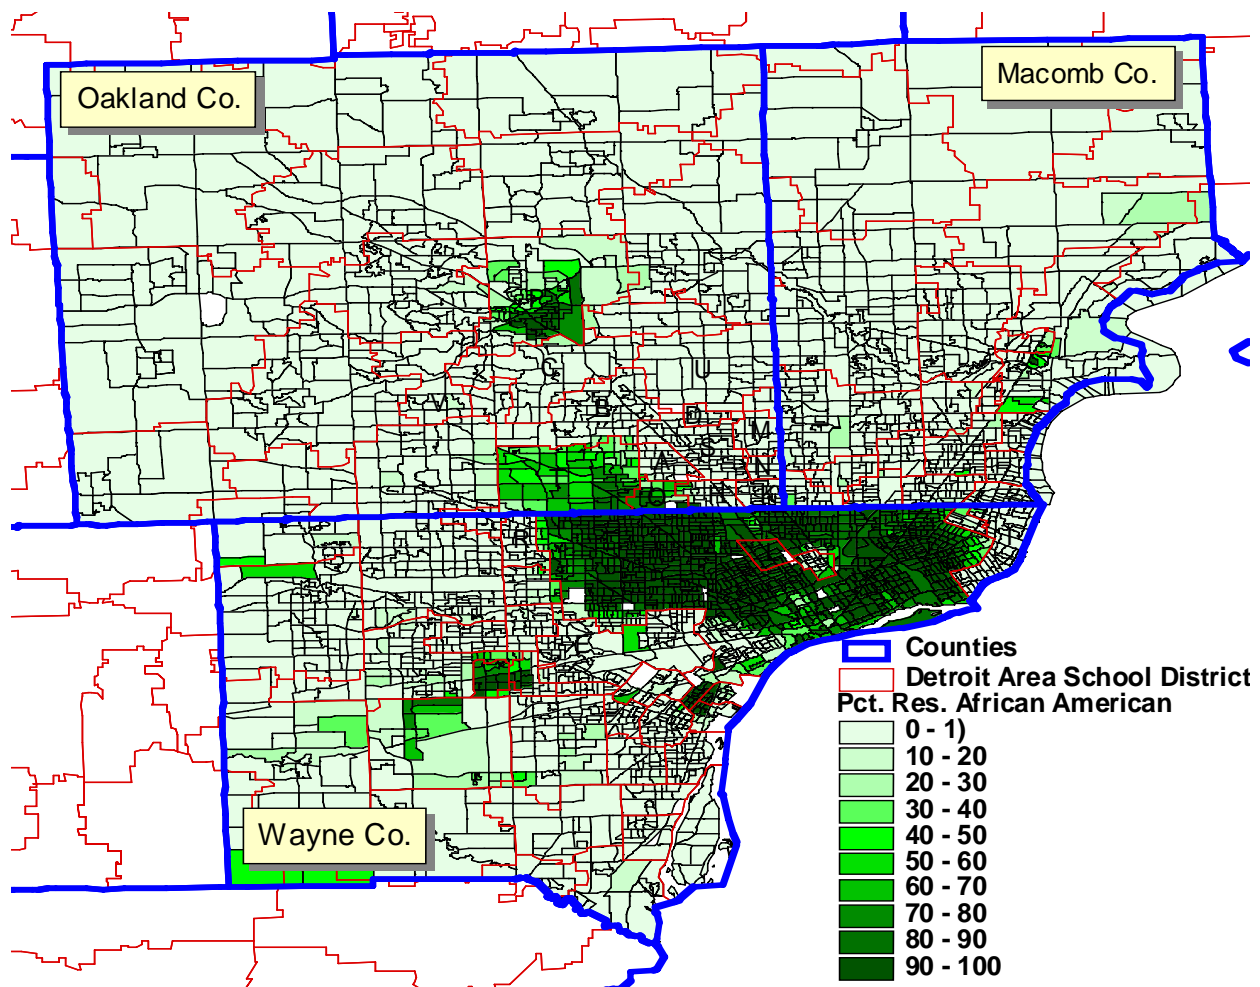 Oakland Co.
Macomb Co.
C
U
V
B
D
M
S
A
N
O
H
R
Counties
Detroit Area School District
Pct. Res. African American
0 - 1)
10 - 20
20 - 30
30 - 40
40 - 50
50 - 60
60 - 70
70 - 80
80 - 90
90 - 100
Wayne Co.